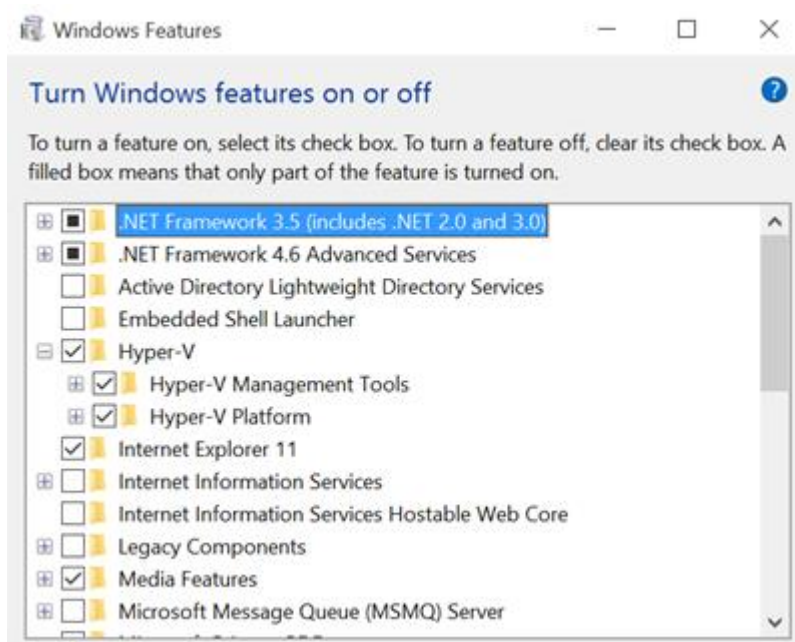 Windows Features
Turn Windows features on or off
To turn a feature on, select its check box. To turn a feature off, clear its check box. A
filled box means that only part of the feature is turned on.
.NET Framework 3.5 (includes .NET 2.0 and 3.0)
.NET Framework 4.6 Advanced Services
Active Directory Lightweight Directory Services
Embedded Shell Launcher
Hyper-V
Hyper-V Management Tools
Hyper-V Platform
Internet Explorer 11
Internet Information Services
Internet Information Services Hostable Web Core
Legacy Components
Media Features
Microsoft Message Queue (MSMQ) Server